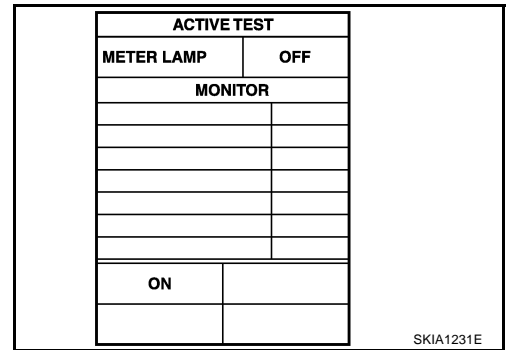 ACTIVE TEST
METER LAMP OFF
MONITOR
ON
SKIA1231E